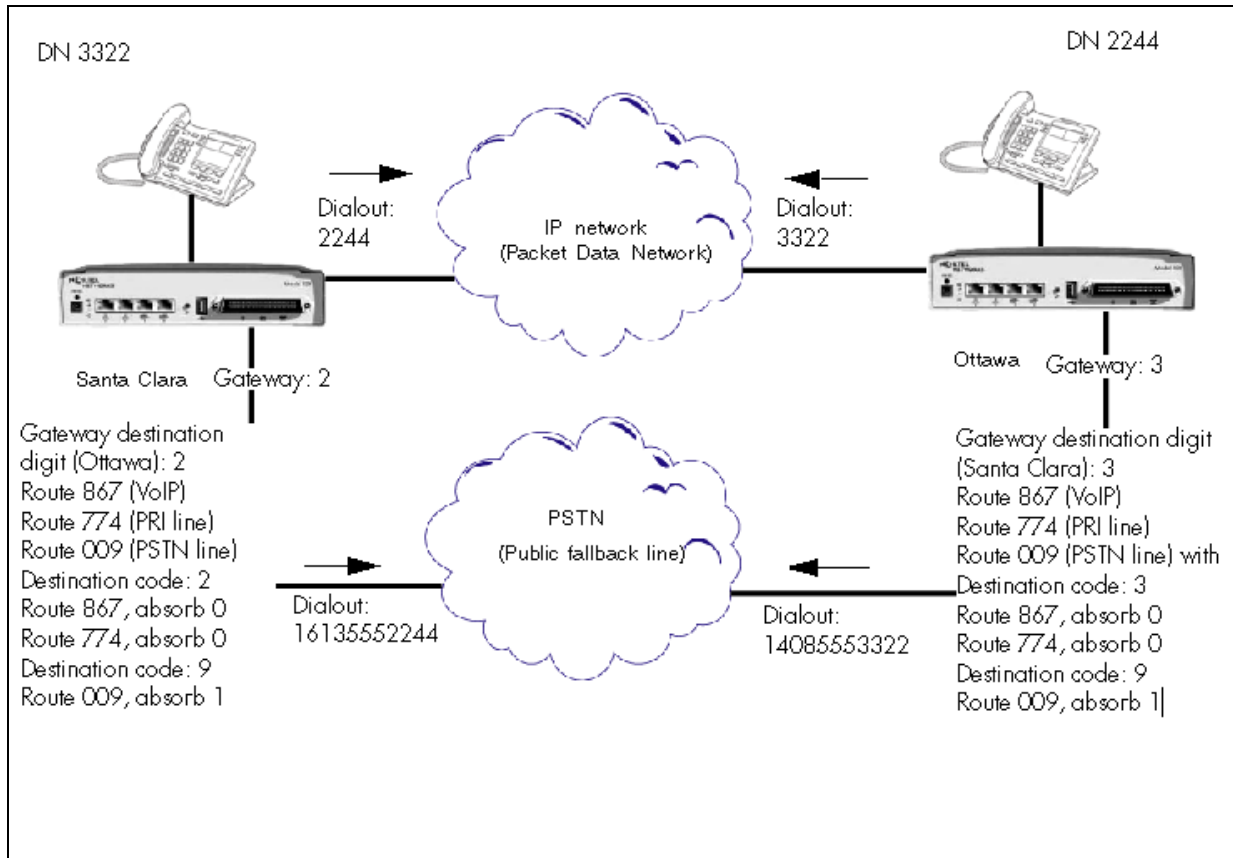 DN 3322
DN 2244
Dialout:
2244
IP network
(Packet Data Network)
Dialout:
3322
Santa Clara
Gateway: 2
Ottawa
Gateway: 3
Gateway destination
digit (Ottawa): 2
Route 867 (VoIP)
Route 774 (PRI line)
Route 009 (PSTN line)
Destination code: 2
Route 867, absorb 0
Route 774, absorb 0
Destination code: 9
Route 009, absorb 1
PSTN
(Public fallback line)
Dialout:
16135552244
Dialout:
14085553322
Gateway destination digit
(Santa Clara): 3
Route 867 (VoIP)
Route 774 (PRI line)
Route 009 (PSTN line) with
Destination code: 3
Route 867, absorb 0
Route 774, absorb 0
Destination code: 9
Route 009, absorb 1